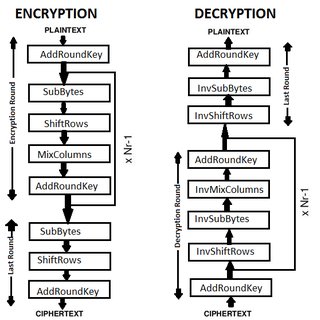 ENCRYPTION
PLAINTEXT
AddRoundKey
SubBytes
ShiftRows
MixColumns
AddRoundKey
SubBytes
ShiftRows
AddRoundKey
CIPHERTEXT
Encryption Round
Last Round
x Nr-1
DECRYPTION
PLAINTEXT
AddRoundKey
InvSubBytes
InvShiftRows
AddRoundKey
InvMixColumns
InvSubBytes
InvShiftRows
AddRoundKey
CIPHERTEXT
Last Round
Decryption Round
x Nr-1